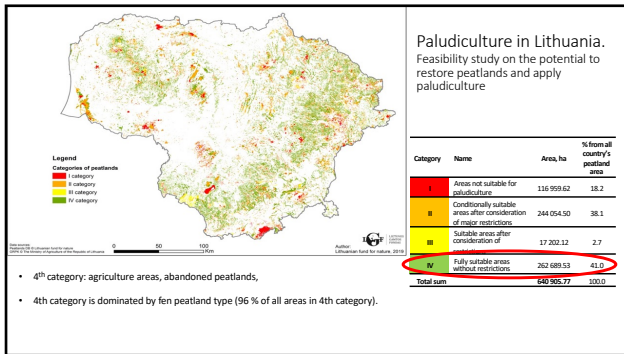 Paludiculture in Lithuania.
Feasibility study on the potential to
restore peatlands and apply
paludiculture
Legend
Categories of peatlands
I category
II category
III category
IV category
0 50 100
Km
Author:
Lithuanian fund for nature, 2019
Category Name Area, ha % from all country's peatland area
I Areas not suitable for paludiculture 116 959.62 18.2
II Conditionally suitable areas after consideration of major restrictions 244 054.50 38.1
III Suitable areas after consideration of 17 202.12 2.7
IV Fully suitable areas without restrictions 262 689.53 41.0
Total sum 640 905.77 100.0
• 4th category: agriculture areas, abandoned peatlands,
• 4th category is dominated by fen peatland type (96 % of all areas in 4th category).